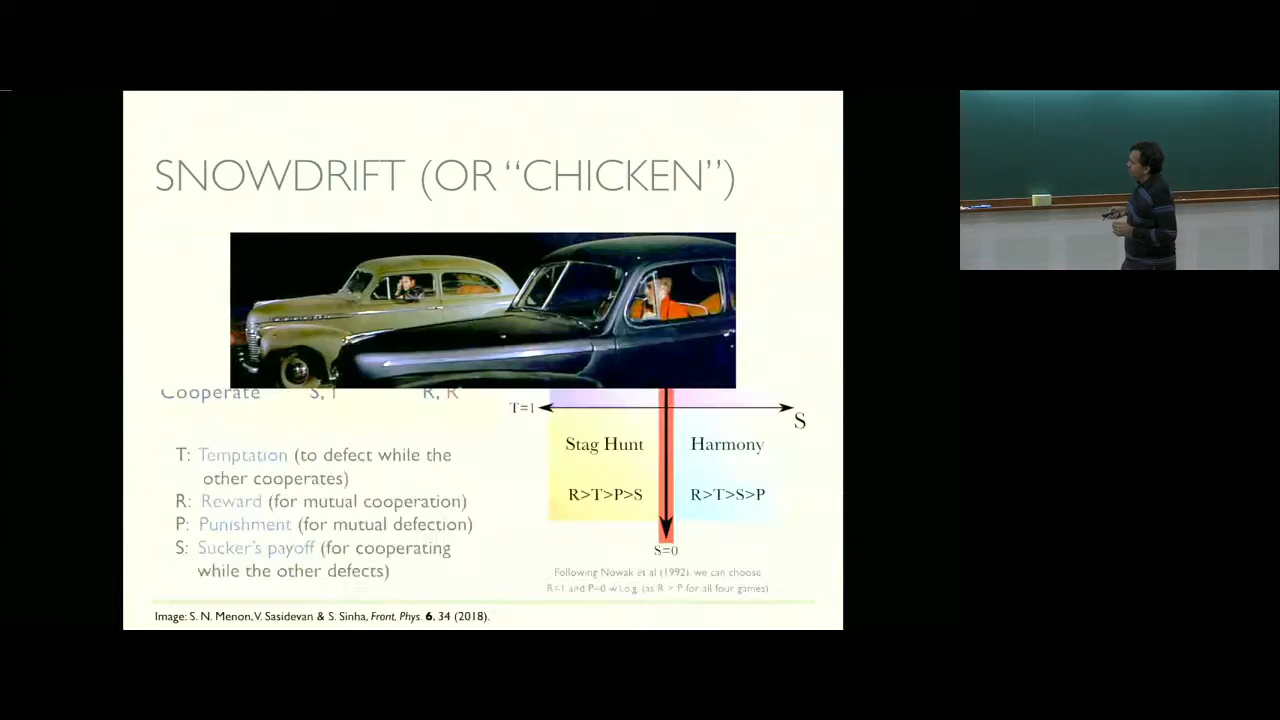 SNOWDRIFT (OR “CHICKEN”)
Cooperate S, T R, R
T=1
S
T: Temptation (to defect while the
other cooperates)
R: Reward (for mutual cooperation)
P: Punishment (for mutual defection)
S: Sucker's payoff (for cooperating
while the other defects)
Stag Hunt
Harmony
R>T>P>S
R>T>S>P
S=0
Following Nowak et al (1992), we can choose
R=1 and P=0 w.l.o.g. (as R > P for all four games)
Image: S. N. Menon, V. Sasidevan & S. Sinha, Front. Phys. 6, 34 (2018).